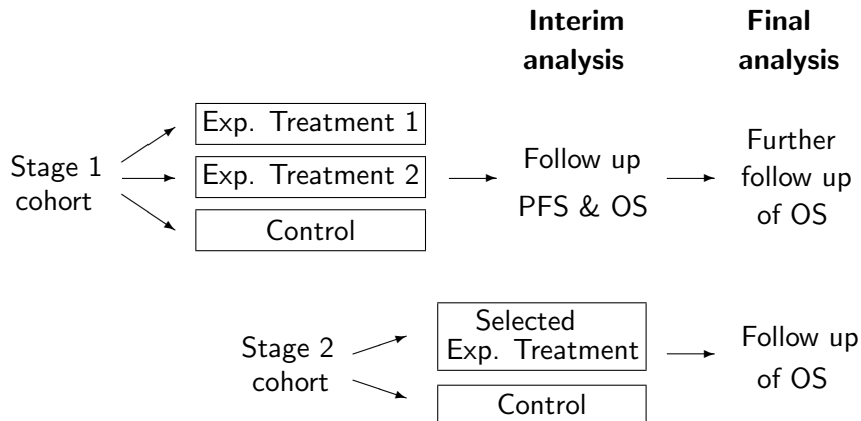 Interim
analysis
Final
analysis
Exp. Treatment 1
Stage 1
cohort
Exp. Treatment 2
Control
Follow up
PFS & OS
Further
follow up
of OS
Stage 2
cohort
Selected
Exp. Treatment
Control
Follow up
of OS